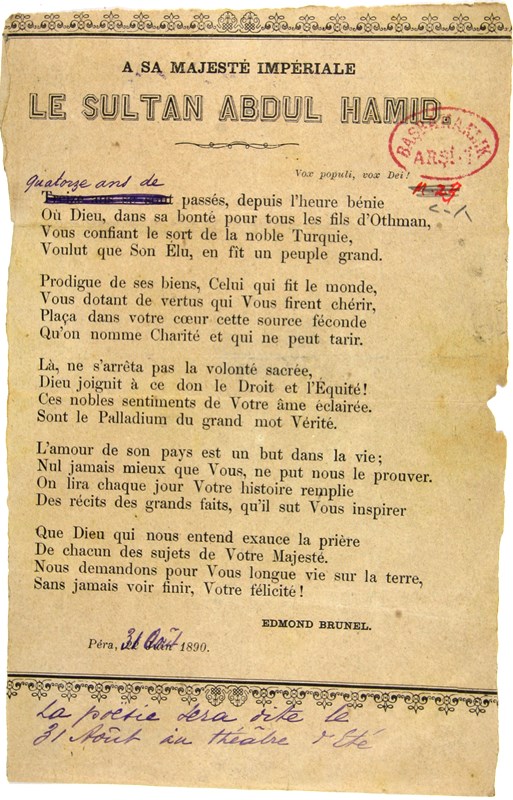 A SA MAJESTÉ IMPÉRIALE
LE SULTAN ABDUL HAMID.
BAŞBAKANLIK
ARŞİVİ
Vox populi, vox Dei!
quatorze ans de
passés, depuis l'heure bénie
Où Dieu, dans sa bonté pour tous les fils d'Othman,
Vous confiant le sort de la noble Turquie,
Voulut que Son Élu, en fit un peuple grand.
Prodigue de ses biens, Celui qui fit le monde,
Vous dotant de vertus qui Vous firent chérir,
Plaça dans votre cœur cette source féconde
Qu'on nomme Charité et qui ne peut tarir.
Là, ne s'arrêta pas la volonté sacrée,
Dieu joignit à ce don le Droit et l'Équité!
Ces nobles sentiments de Votre âme éclairée.
Sont le Palladium du grand mot Vérité.
L'amour de son pays est un but dans la vie;
Nul jamais mieux que Vous, ne put nous le prouver.
On lira chaque jour Votre histoire remplie
Des récits des grands faits, qu'il sut Vous inspirer
Que Dieu qui nous entend exauce la prière
De chacun des sujets de Votre Majesté.
Nous demandons pour Vous longue vie sur la terre,
Sans jamais voir finir, Votre félicité!
EDMOND BRUNEL.
Péra, 31 Août 1890.
La poësie sera dite le
31 Août au théâtre d'Eté